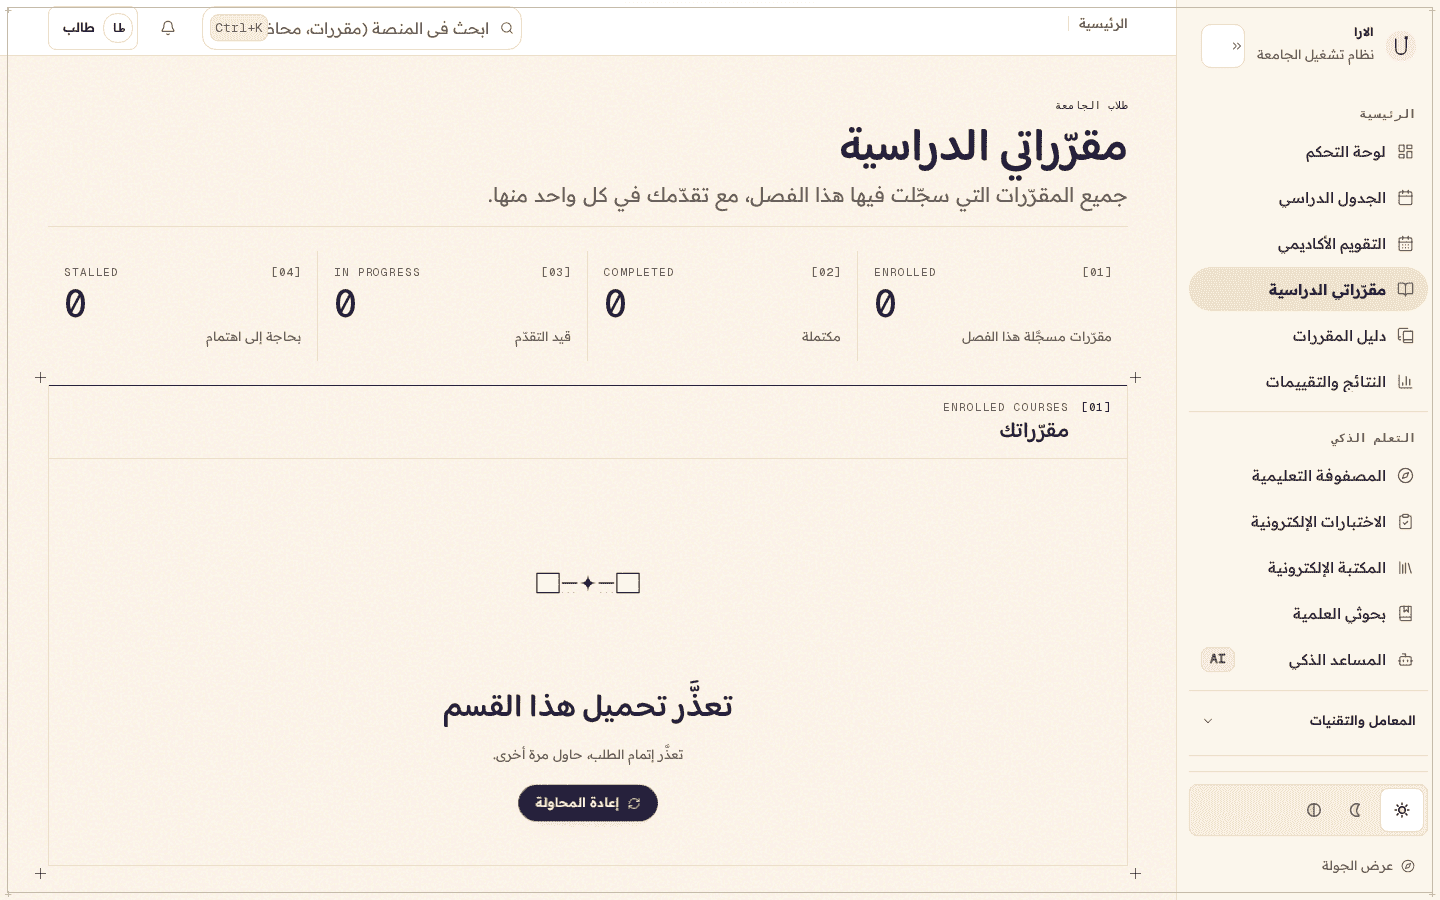 الارا
نظام تشغيل الجامعة
الرئيسية
لوحة التحكم
الجدول الدراسي
التقويم الأكاديمي
مقرّراتي الدراسية
دليل المقررات
النتائج والتقييمات
التعلم الذكي
المصفوفة التعليمية
الاختبارات الإلكترونية
المكتبة الإلكترونية
بحوثي العلمية
المساعد الذكي AI
المعامل والتقنيات
عرض الجولة
الرئيسية
ابحث في المنصة (مقررات، محاض Ctrl+K
طا طالب
طلاب الجامعة
مقرّراتي الدراسية
جميع المقرّرات التي سجّلت فيها هذا الفصل، مع تقدّمك في كل واحد منها.
[01] ENROLLED
0
مقرّرات مسجَّلة هذا الفصل
[02] COMPLETED
0
مكتملة
[03] IN PROGRESS
0
قيد التقدّم
[04] STALLED
0
بحاجة إلى اهتمام
[01] ENROLLED COURSES
مقرّراتك
تعذَّر تحميل هذا القسم
تعذَّر إتمام الطلب، حاول مرة أخرى.
إعادة المحاولة